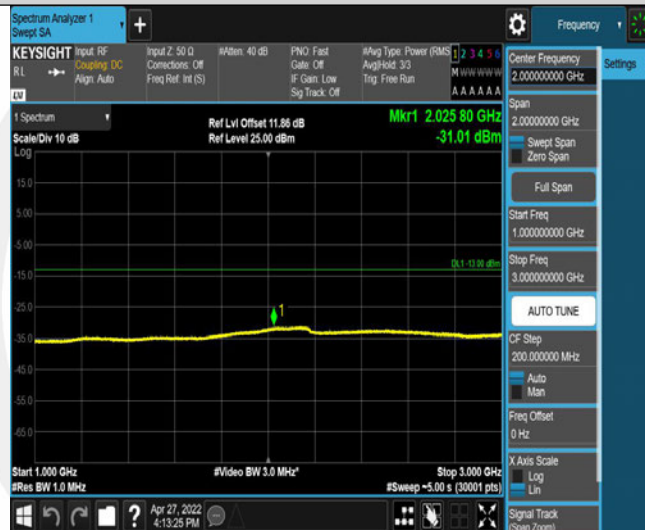 Spectrum Analyzer 1
Swept SA
+
Frequency
KEYSIGHT
RL
Input: RF
Coupling: DC
Align: Auto
Input Z: 50 Ω
Corrections: Off
Freq Ref: Int (S)
#Atten: 40 dB
PNO: Fast
Gate: Off
IF Gain: Low
Sig Track: Off
#Avg Type: Power (RMS
Avg|Hold: 3/3
Trig: Free Run
1 2 3 4 5 6
M W W W W W
A A A A A A
1 Spectrum
Scale/Div 10 dB
Log
Ref Lvl Offset 11.86 dB
Ref Level 25.00 dBm
Mkr1 2.025 80 GHz
-31.01 dBm
15.0
5.00
-5.00
-15.0
-25.0
-35.0
-45.0
-55.0
-65.0
DL1 -13.00 dBm
1
Start 1.000 GHz
#Res BW 1.0 MHz
#Video BW 3.0 MHz*
Stop 3.000 GHz
#Sweep ~5.00 s (30001 pts)
Center Frequency
2.000000000 GHz
Settings
Span
2.00000000 GHz
Swept Span
Zero Span
Full Span
Start Freq
1.000000000 GHz
Stop Freq
3.000000000 GHz
AUTO TUNE
CF Step
200.000000 MHz
Auto
Man
Freq Offset
0 Hz
X Axis Scale
Log
Lin
Signal Track
(Span Zoom)
?
Apr 27, 2022
4:13:25 PM